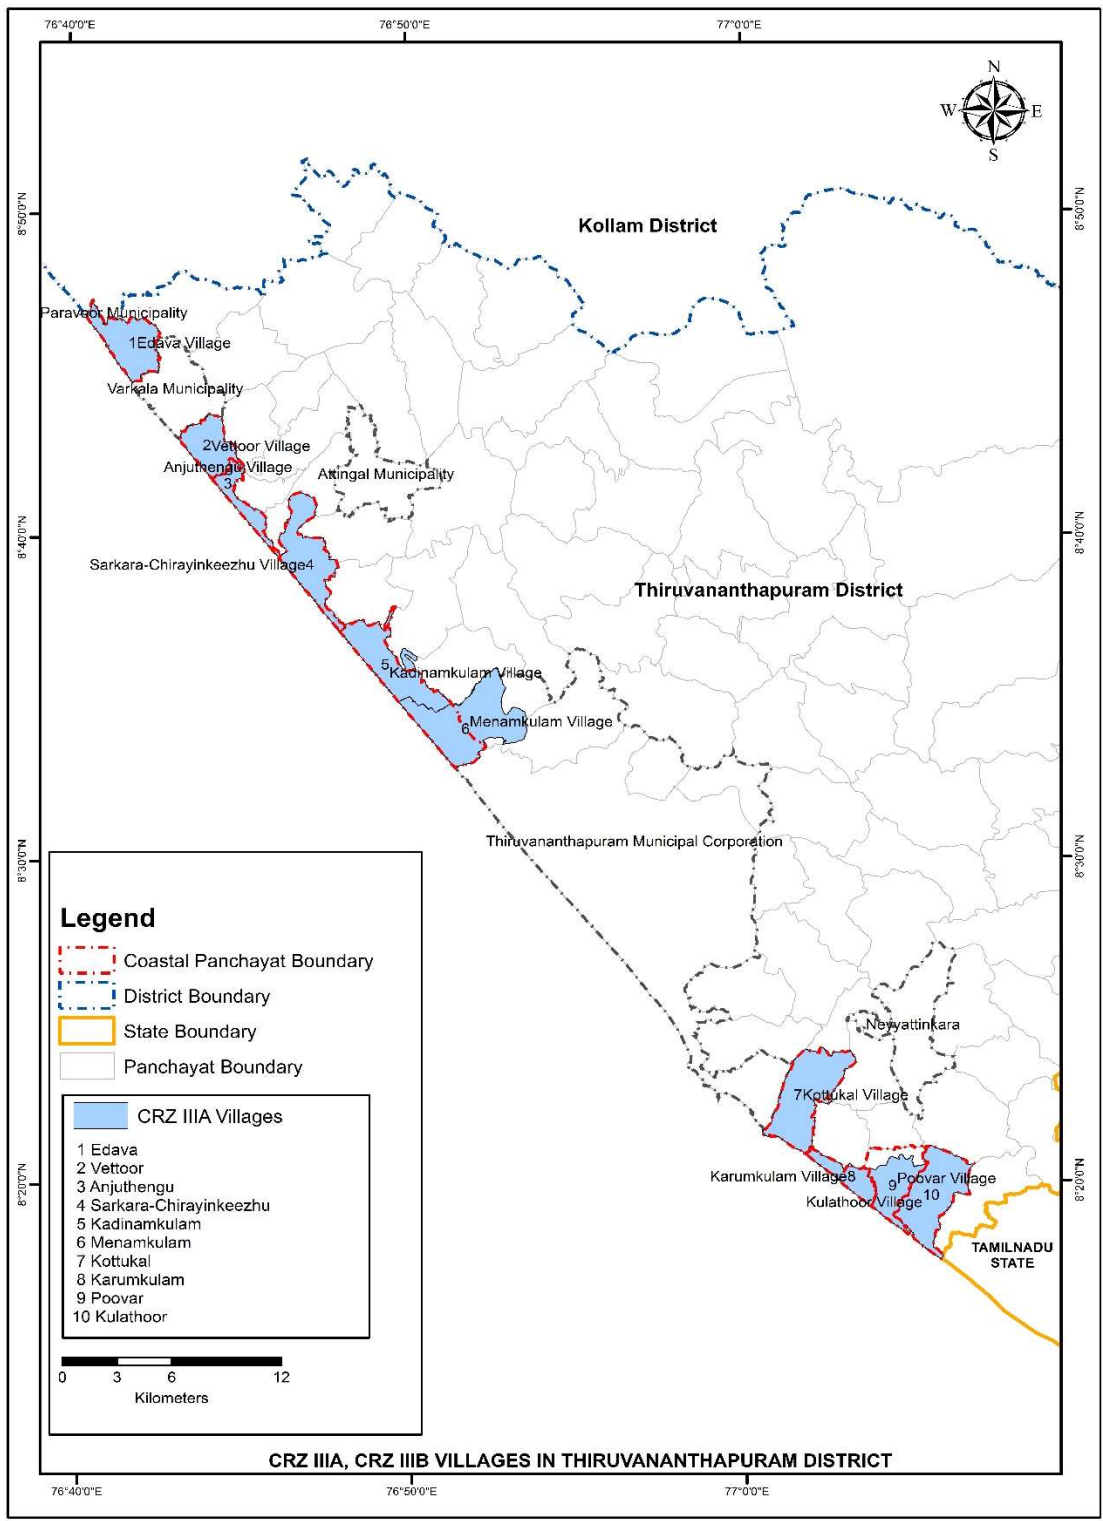 76°40'0"E 76°50'0"E 77°0'0"E
N
W E
S
8°50'0"N 8°50'0"N
Kollam District
Paravoor Municipality
1Edava Village
Varkala Municipality
2Vettoor Village
Anjuthengu Village
3
Attingal Municipality
8°40'0"N 8°40'0"N
Sarkara-Chirayinkeezhu Village4
Thiruvananthapuram District
5
Kadinamkulam Village
6 Menamkulam Village
Thiruvananthapuram Municipal Corporation
8°30'0"N 8°30'0"N
Neyyattinkara
7Kottukal Village
Karumkulam Village8
9 Poovar Village
10
Kulathoor Village
8°20'0"N 8°20'0"N
TAMILNADU
STATE
Legend
Coastal Panchayat Boundary
District Boundary
State Boundary
Panchayat Boundary
CRZ IIIA Villages
1 Edava
2 Vettoor
3 Anjuthengu
4 Sarkara-Chirayinkeezhu
5 Kadinamkulam
6 Menamkulam
7 Kottukal
8 Karumkulam
9 Poovar
10 Kulathoor
0 3 6 12
Kilometers
CRZ IIIA, CRZ IIIB VILLAGES IN THIRUVANANTHAPURAM DISTRICT
76°40'0"E 76°50'0"E 77°0'0"E